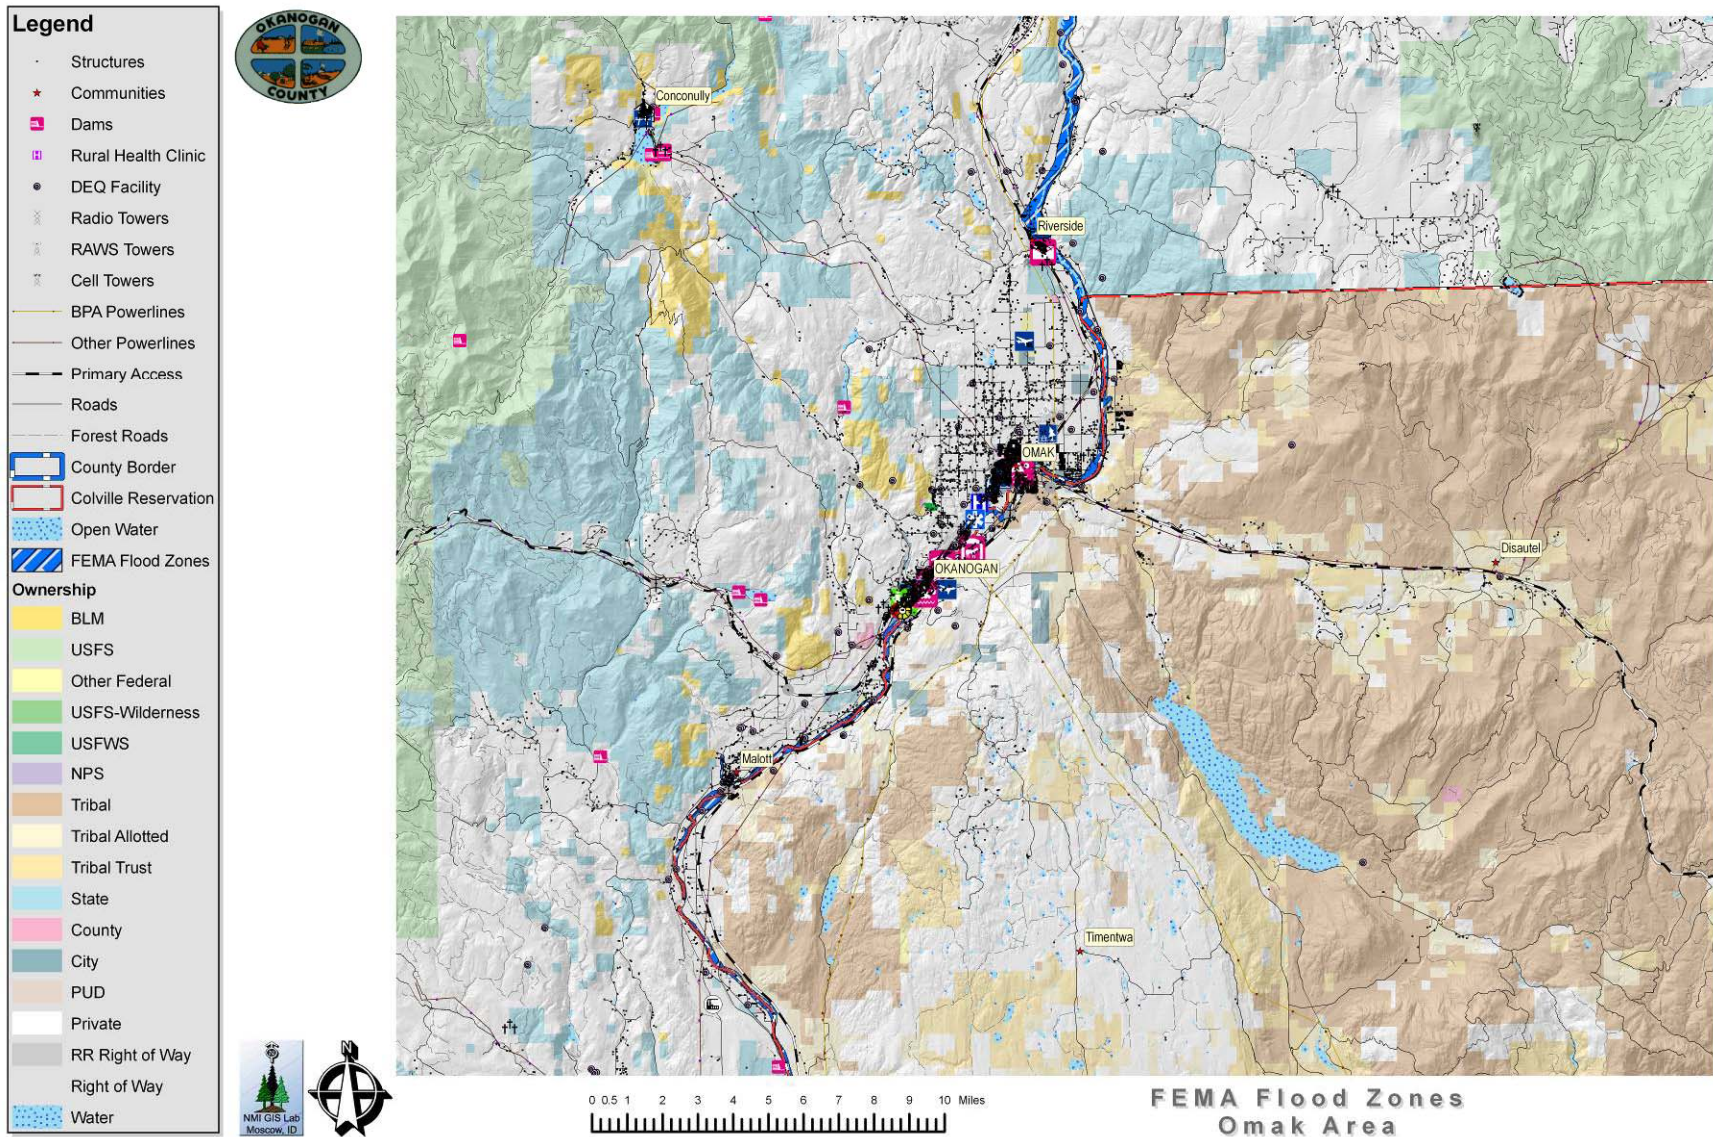 Legend
Structures
Communities
Dams
Rural Health Clinic
DEQ Facility
Radio Towers
RAWS Towers
Cell Towers
BPA Powerlines
Other Powerlines
Primary Access
Roads
Forest Roads
County Border
Colville Reservation
Open Water
FEMA Flood Zones
Ownership
BLM
USFS
Other Federal
USFS-Wilderness
USFWS
NPS
Tribal
Tribal Allotted
Tribal Trust
State
County
City
PUD
Private
RR Right of Way
Right of Way
Water
OKANOGAN
COUNTY
Conconully
Riverside
OMAK
OKANOGAN
Disautel
Malott
Timentwa
NMI GIS Lab
Moscow, ID
N
0 0.5 1 2 3 4 5 6 7 8 9 10 Miles
FEMA Flood Zones
Omak Area